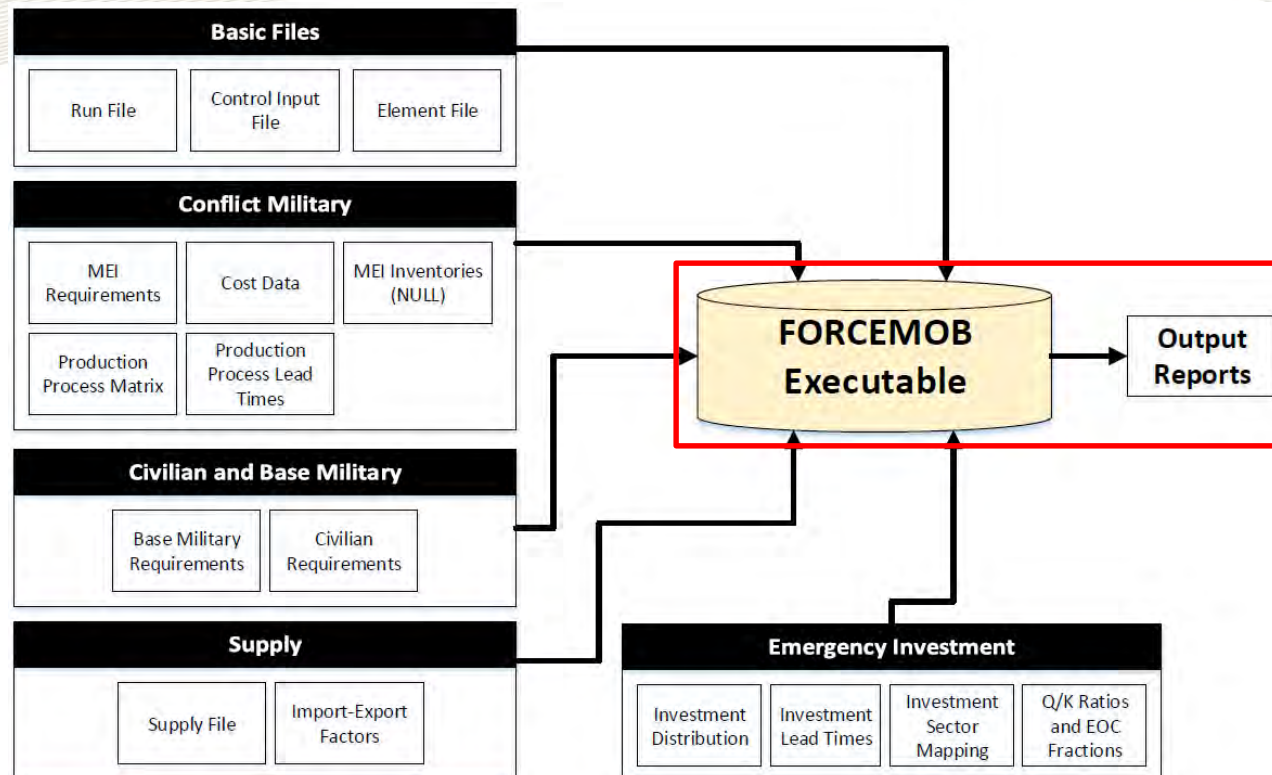 Basic Files
Run File
Control Input
File
Element File
Conflict Military
MEI
Requirements
Cost Data
MEI Inventories
(NULL)
Production
Process Matrix
Production
Process Lead
Times
Civilian and Base Military
Base Military
Requirements
Civilian
Requirements
Supply
Supply File
Import-Export
Factors
FORCEMOB
Executable
Output
Reports
Emergency Investment
Investment
Distribution
Investment
Lead Times
Investment
Sector
Mapping
Q/K Ratios
and EOC
Fractions